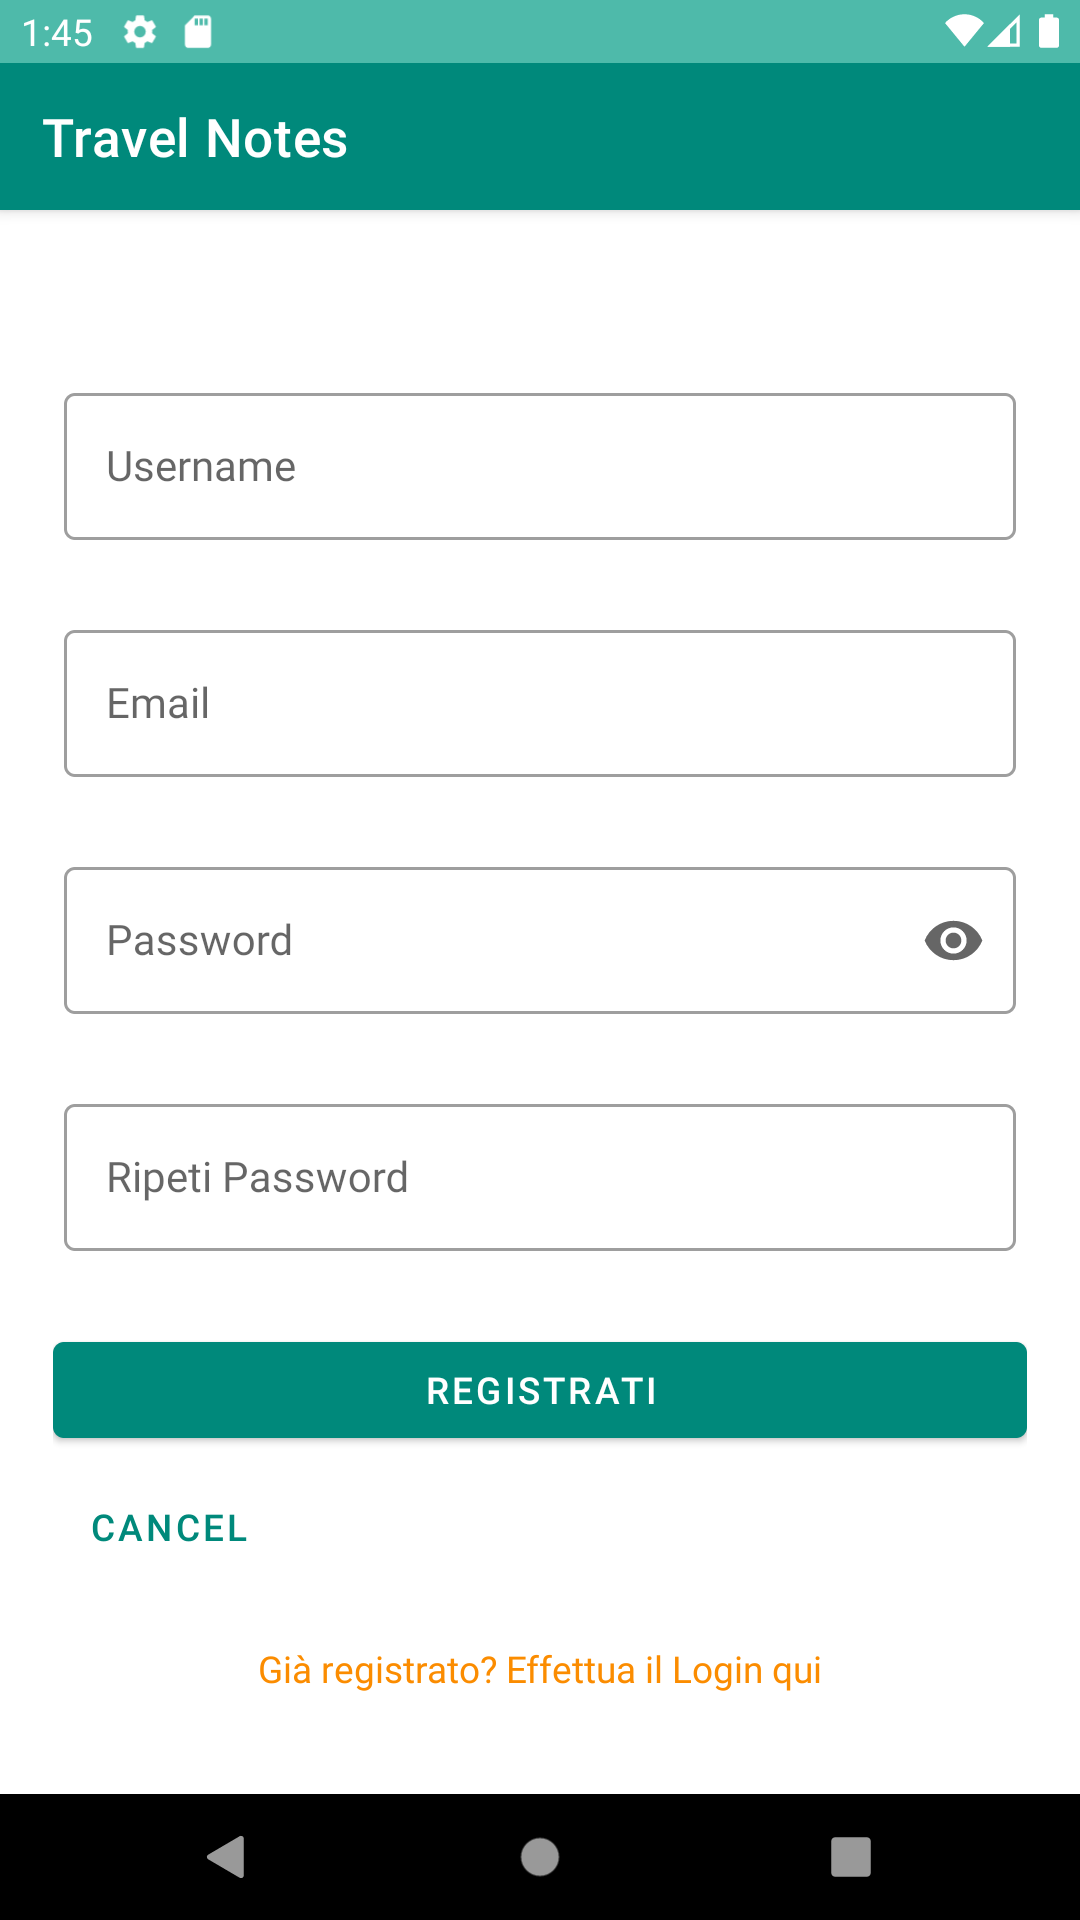 1:45
Travel Notes
Username
Email
Password
Ripeti Password
REGISTRATI
CANCEL
Già registrato? Effettua il Login qui